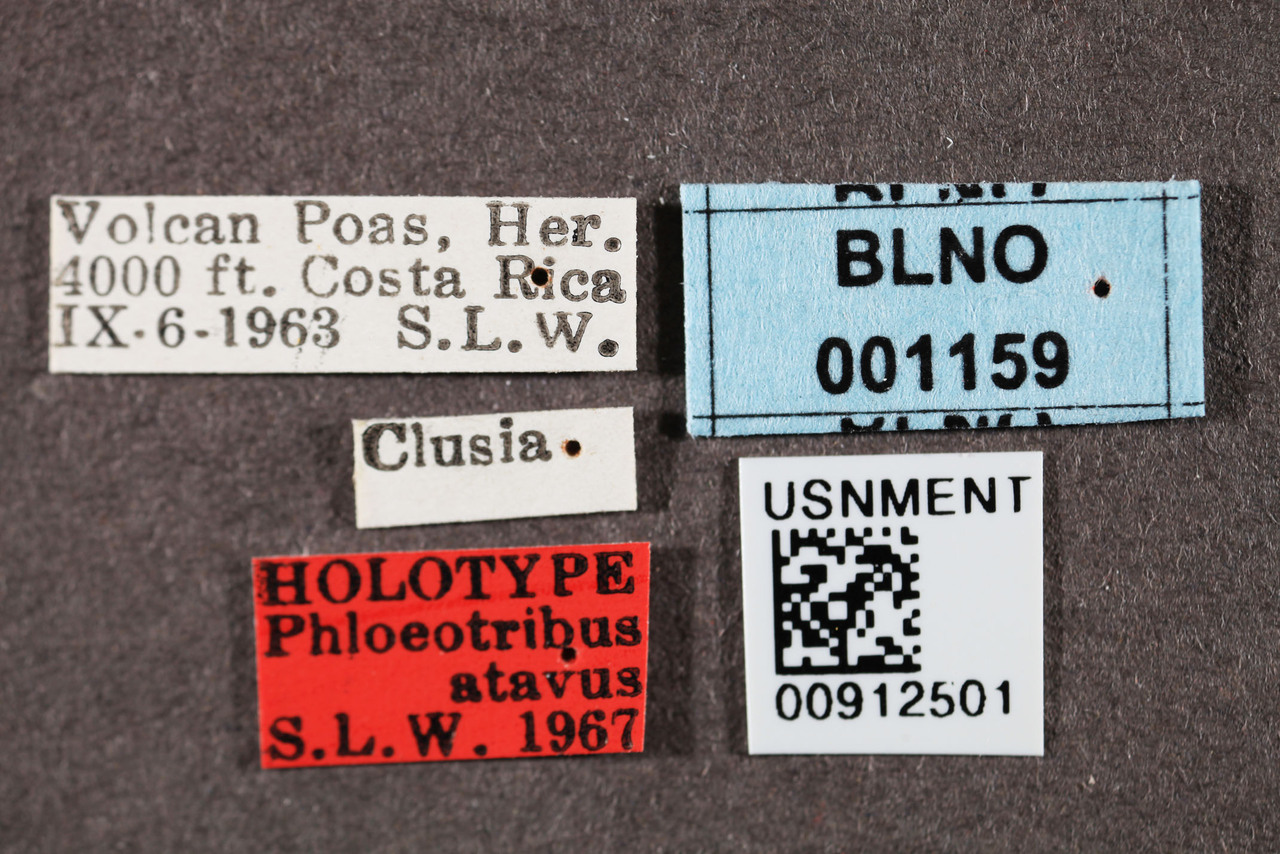 Volcan Poas, Her.
4000 ft. Costa Rica
IX-6-1963 S.L.W.
Clusia
HOLOTYPE
Phloeotribus
atavus
S.L.W. 1967
BLNO
001159
USNMENT
00912501